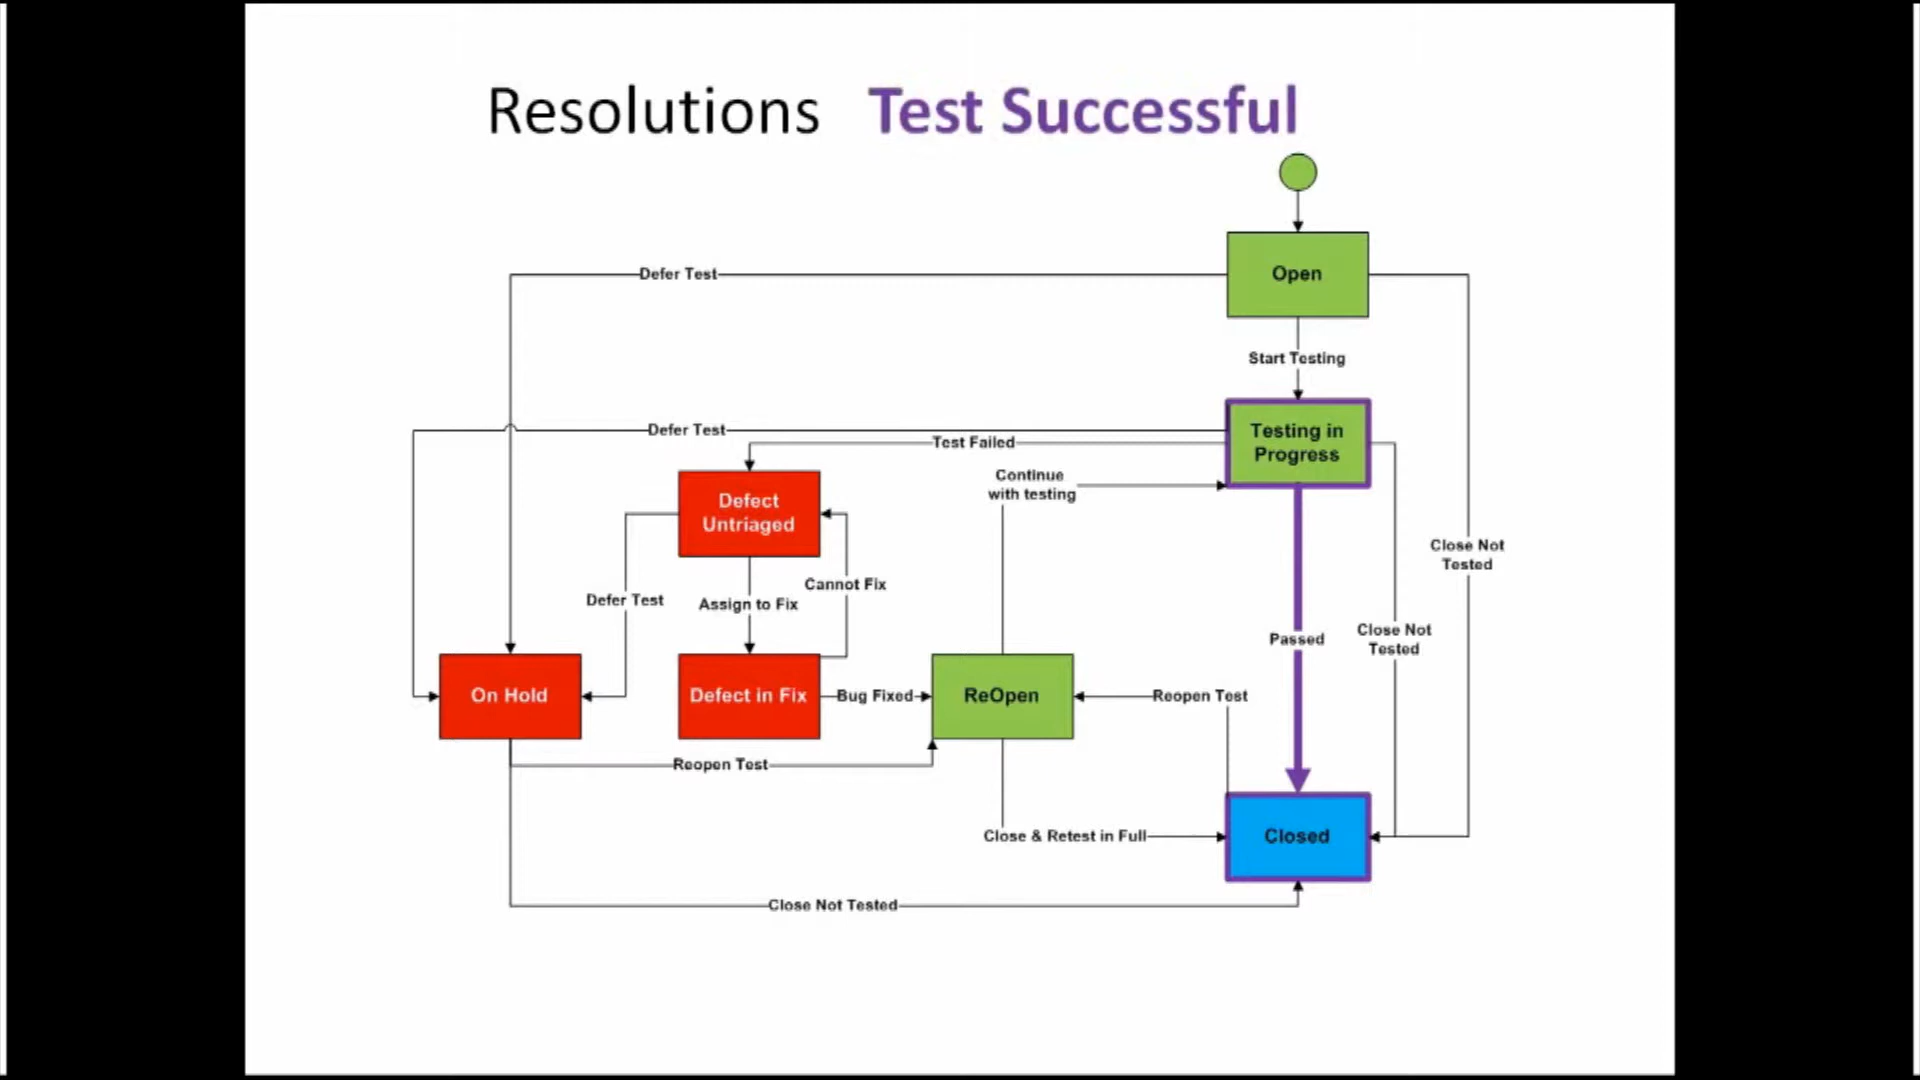 Resolutions Test Successful
Open
Defer Test
Start Testing
Testing in
Progress
Defer Test
Test Failed
Continue
with testing
Defect
Untriaged
Close Not
Tested
Cannot Fix
Defer Test
Assign to Fix
Passed
Close Not
Tested
On Hold
Defect in Fix
Bug Fixed
ReOpen
Reopen Test
Reopen Test
Close & Retest in Full
Closed
Close Not Tested